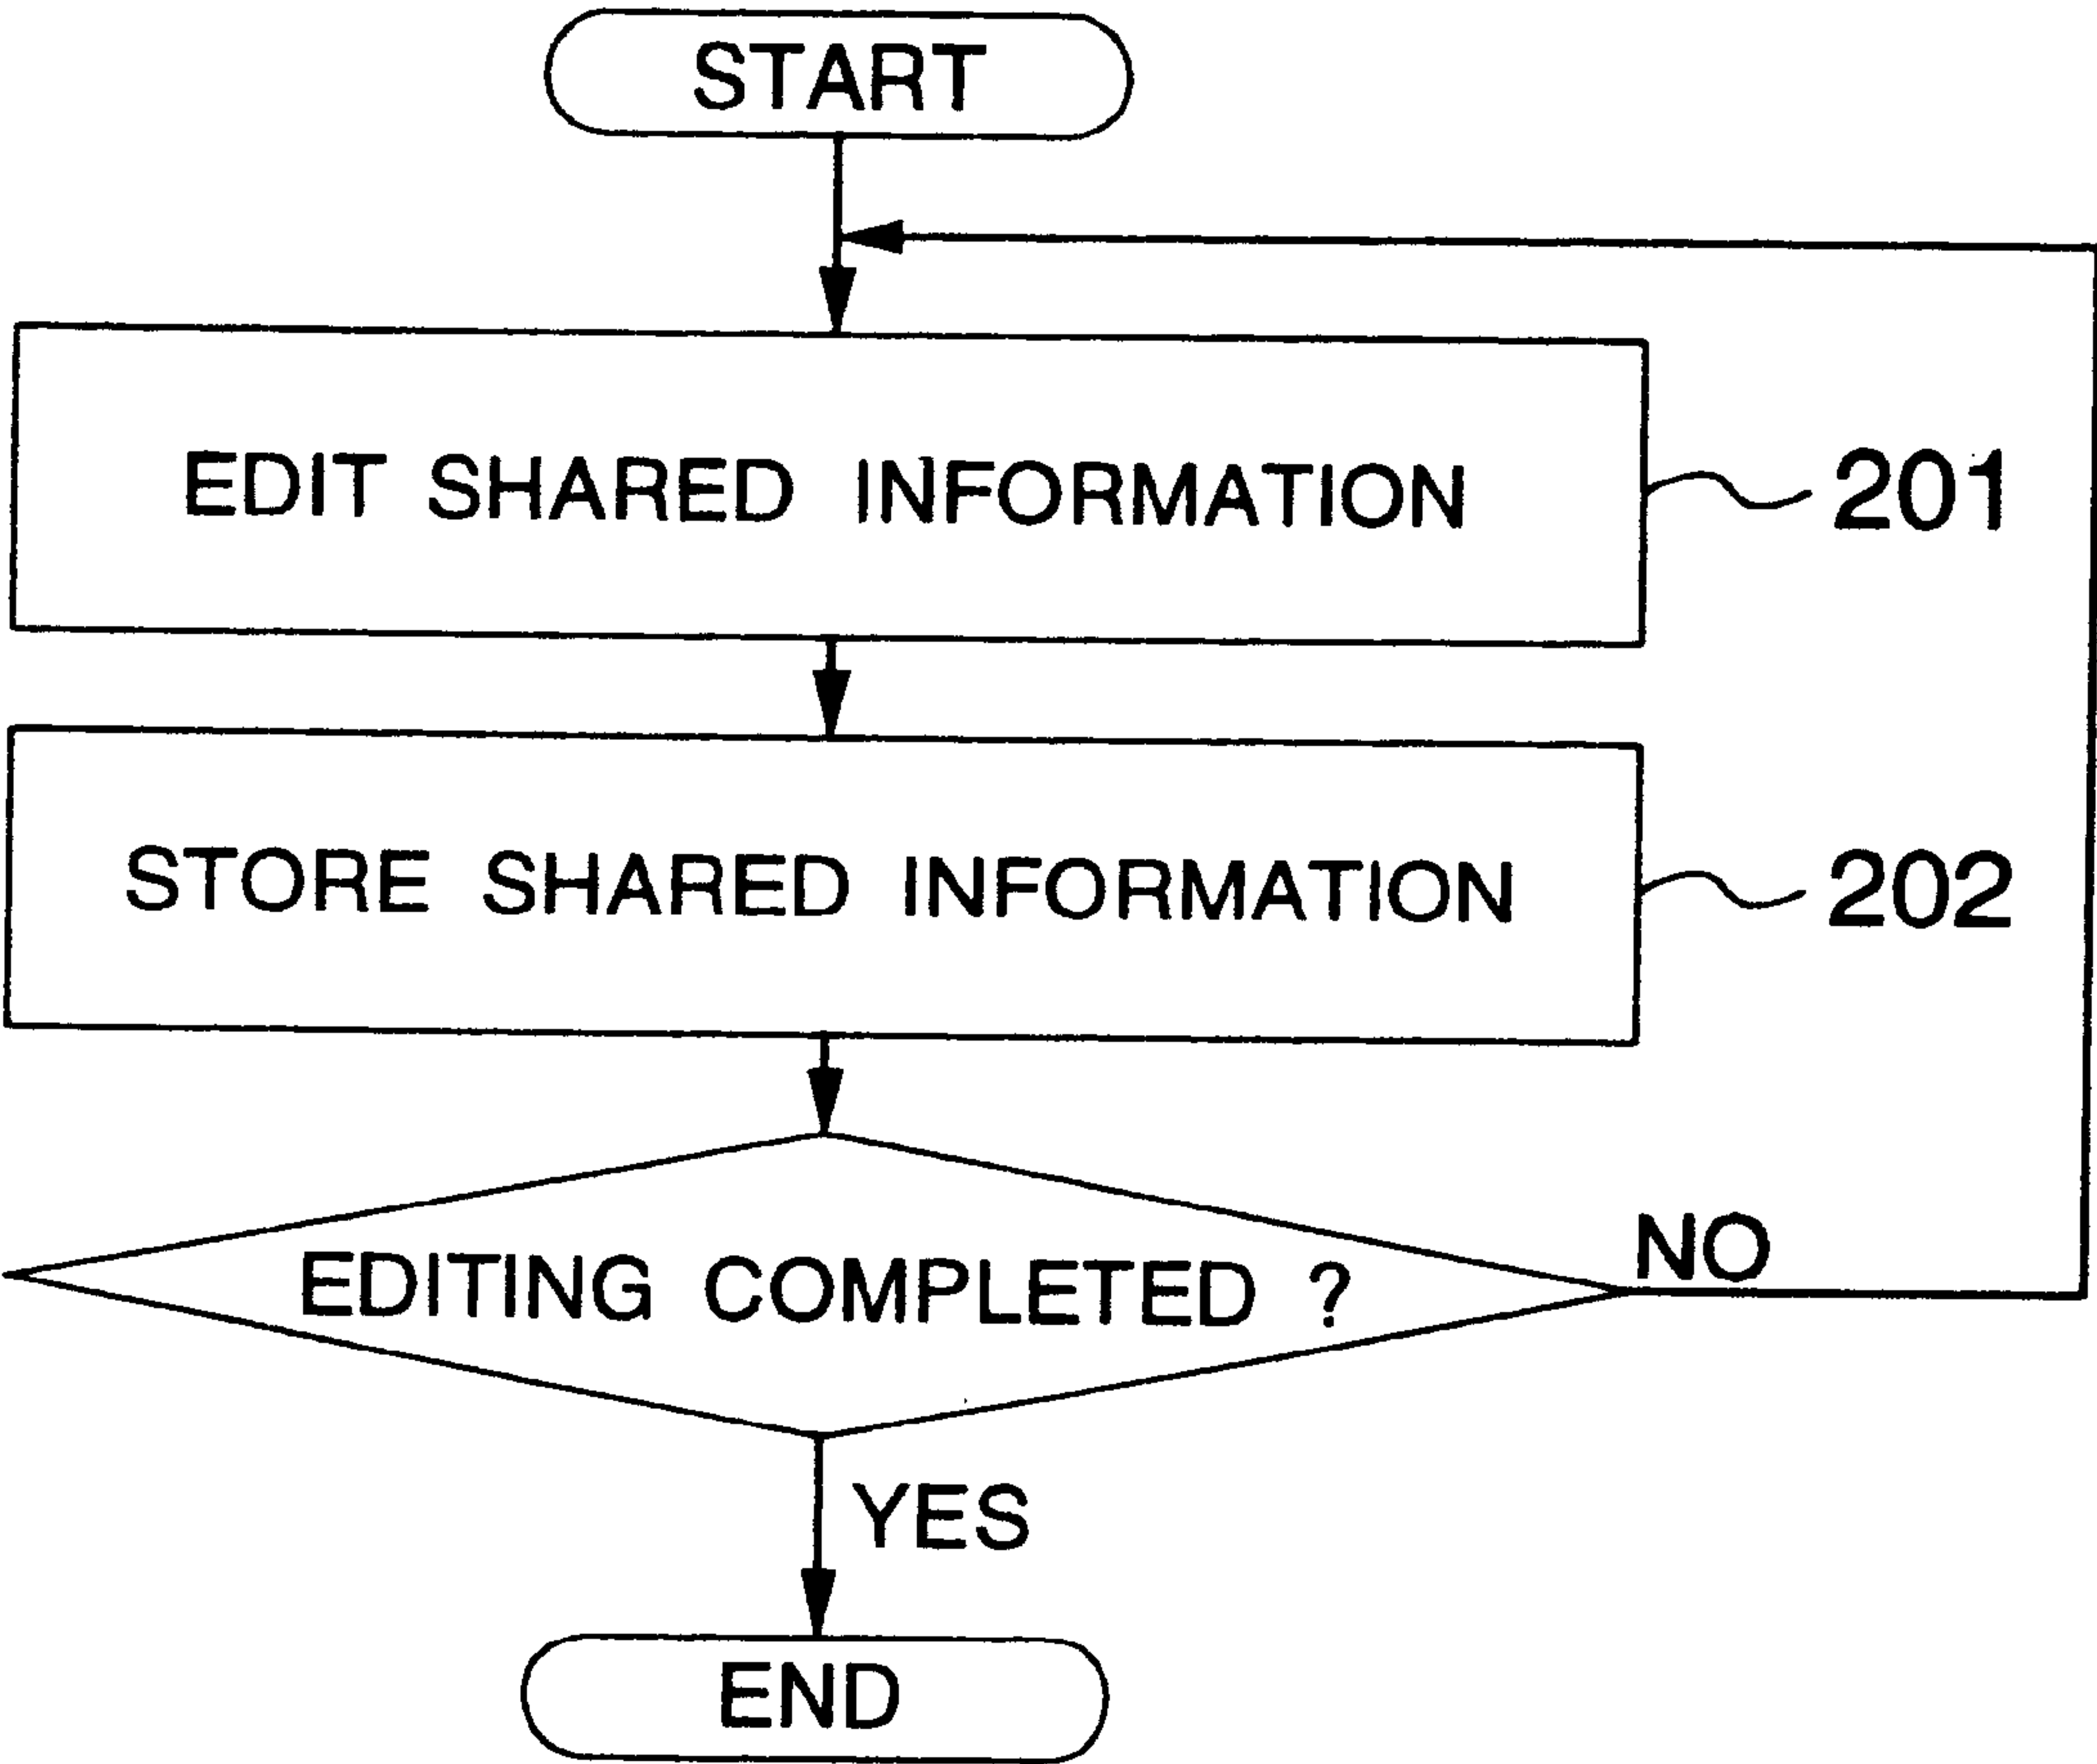 START
EDIT SHARED INFORMATION
201
STORE SHARED INFORMATION
202
EDITING COMPLETED ?
NO
YES
END